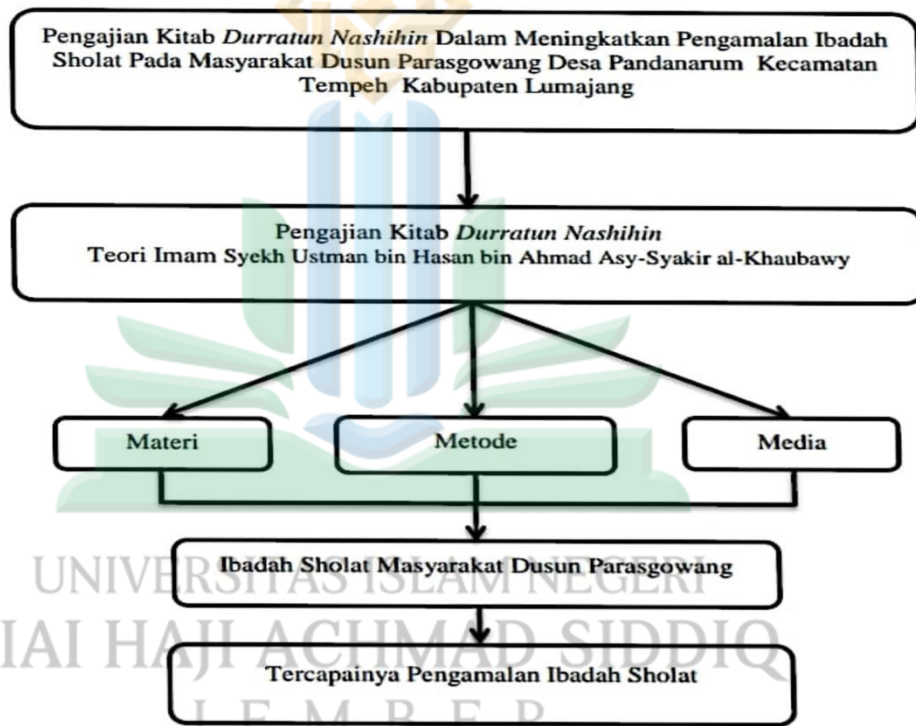 Pengajian Kitab Durratun Nashihin Dalam Meningkatkan Pengamalan Ibadah
Sholat Pada Masyarakat Dusun Parasgowang Desa Pandanarum Kecamatan
Tempeh Kabupaten Lumajang
Pengajian Kitab Durratun Nashihin
Teori Imam Syekh Ustman bin Hasan bin Ahmad Asy-Syakir al-Khaubawy
Materi
Metode
Media
Ibadah Sholat Masyarakat Dusun Parasgowang
UNIVERSITAS ISLAM NEGERI
IAI HAJI ACHMAD SIDDIQ
Tercapainya Pengamalan Ibadah Sholat
J E M B E R